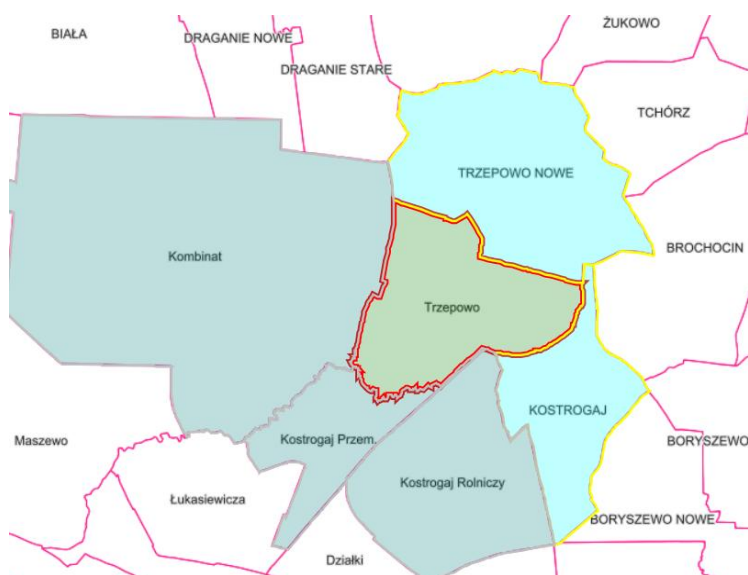 ŻUKOWO
BIAŁA
DRAGANIE NOWE
DRAGANIE STARE
TCHÓRZ
TRZEPOWO NOWE
BROCHOCIN
Kombinat
Trzepowo
KOSTROGAJ
Maszewo
Kostrogaj Przem.
BORYSZEWO
Łukasiewicza
Kostrogaj Rolniczy
BORYSZEWO NOWE
Działki